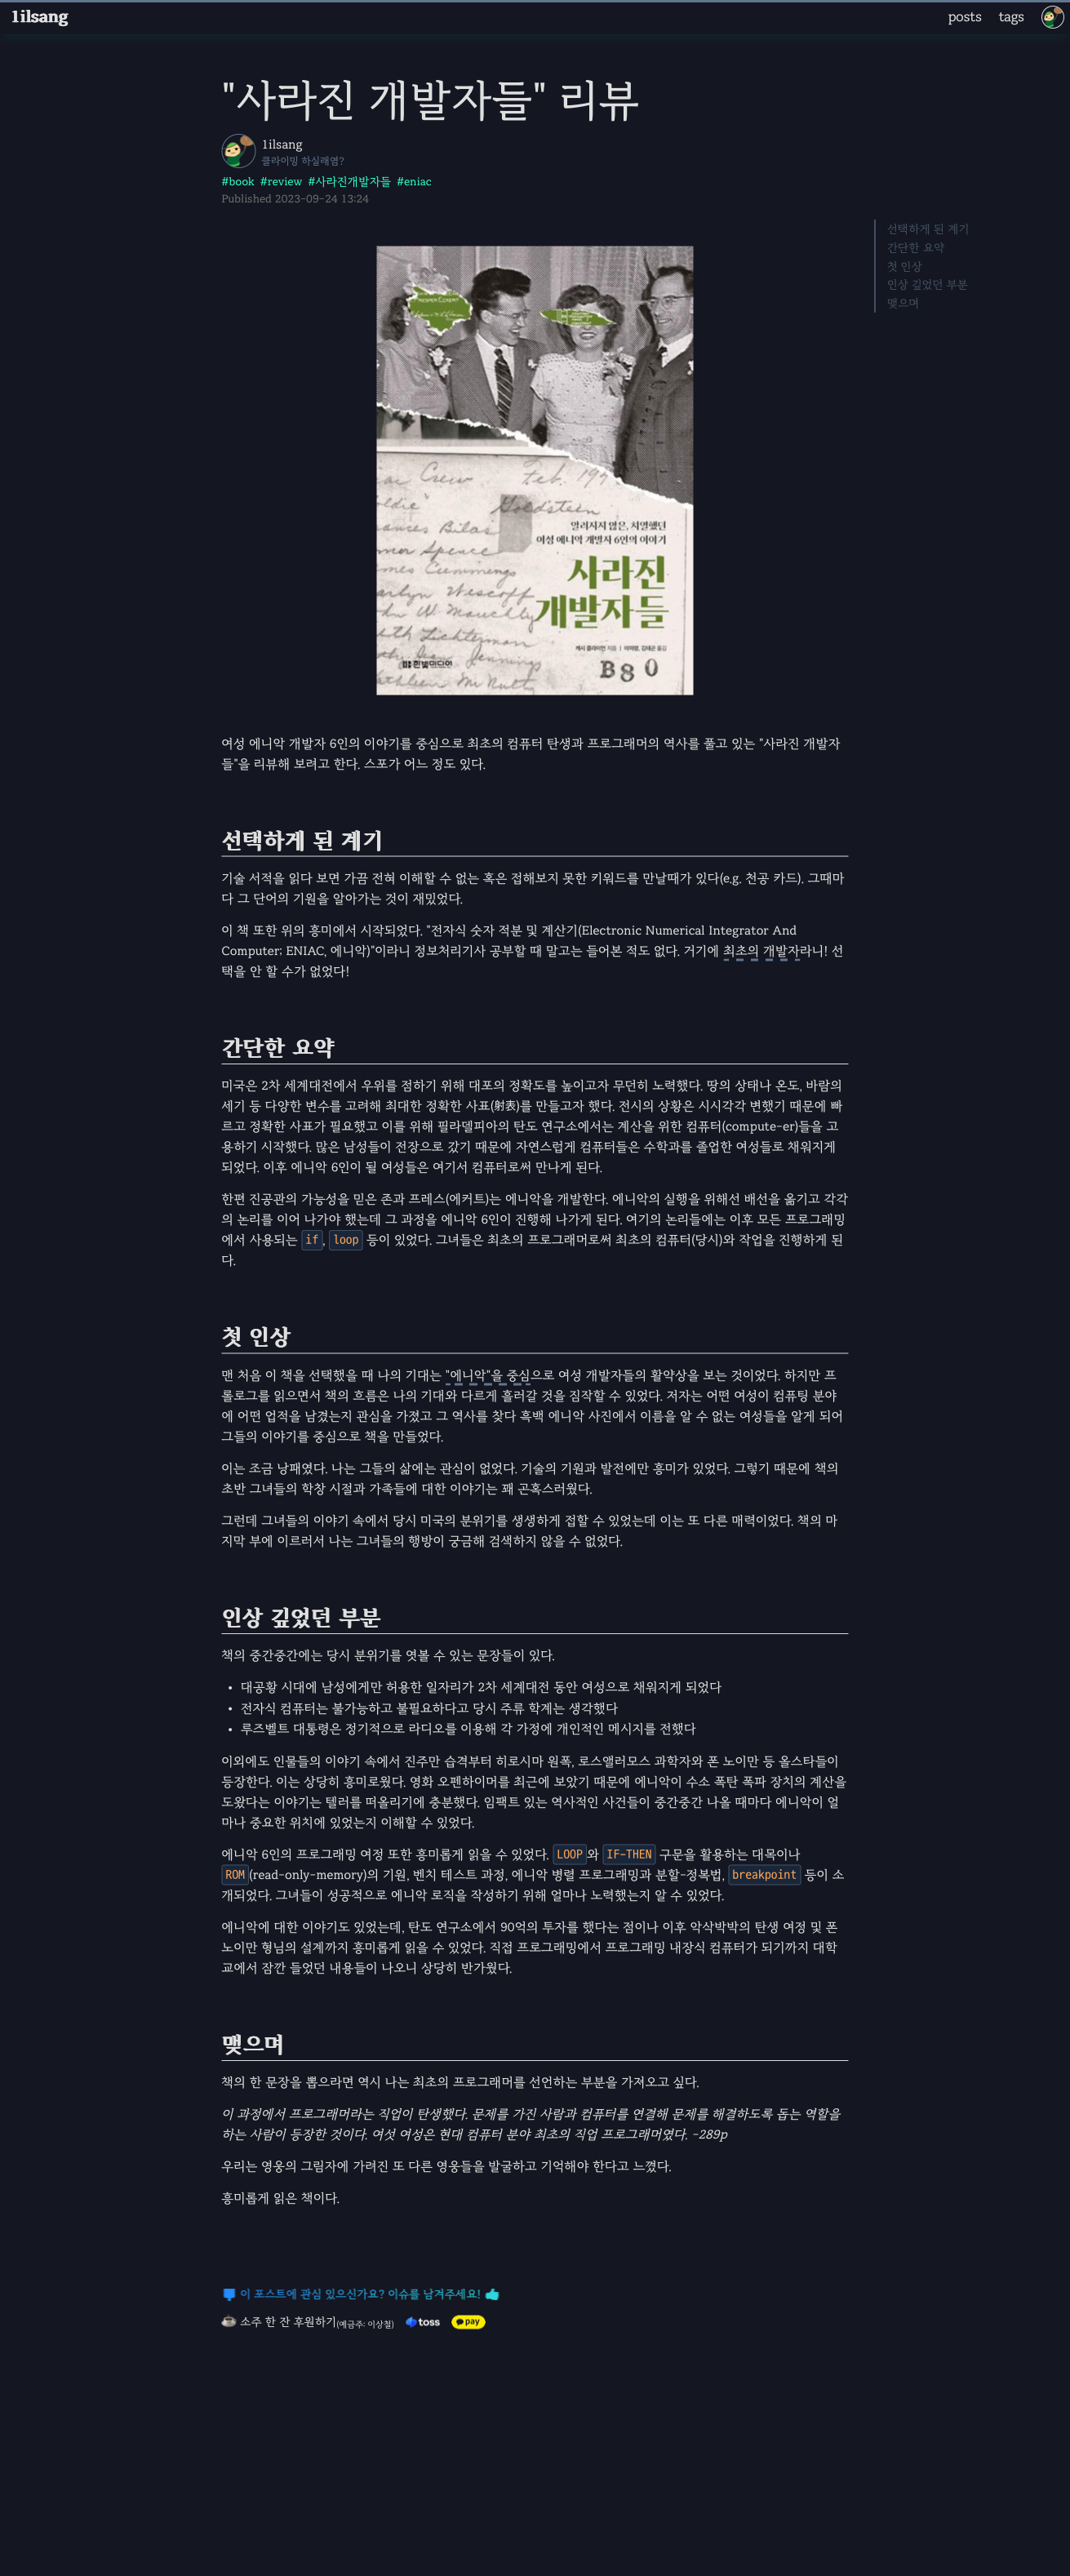 1ilsang
posts tags
"사라진 개발자들" 리뷰
1ilsang
클라이밍 하실래염?
#book #review #사라진개발자들 #eniac
Published 2023-09-24 13:24
선택하게 된 계기
간단한 요약
첫 인상
인상 깊었던 부분
맺으며
알려지지 않은, 치열했던
여성 에니악 개발자 6인의 이야기
사라진
개발자들
한빛미디어
여성 에니악 개발자 6인의 이야기를 중심으로 최초의 컴퓨터 탄생과 프로그래머의 역사를 풀고 있는 "사라진 개발자
들"을 리뷰해 보려고 한다. 스포가 어느 정도 있다.
선택하게 된 계기
기술 서적을 읽다 보면 가끔 전혀 이해할 수 없는 혹은 접해보지 못한 키워드를 만날때가 있다(e.g. 천공 카드). 그때마
다 그 단어의 기원을 알아가는 것이 재밌었다.
이 책 또한 위의 흥미에서 시작되었다. "전자식 숫자 적분 및 계산기(Electronic Numerical Integrator And
Computer; ENIAC, 에니악)"이라니 정보처리기사 공부할 때 말고는 들어본 적도 없다. 거기에 최초의 개발자라니! 선
택을 안 할 수가 없었다!
간단한 요약
미국은 2차 세계대전에서 우위를 점하기 위해 대포의 정확도를 높이고자 무던히 노력했다. 땅의 상태나 온도, 바람의
세기 등 다양한 변수를 고려해 최대한 정확한 사표(射表)를 만들고자 했다. 전시의 상황은 시시각각 변했기 때문에 빠
르고 정확한 사표가 필요했고 이를 위해 필라델피아의 탄도 연구소에서는 계산을 위한 컴퓨터(compute-er)들을 고
용하기 시작했다. 많은 남성들이 전장으로 갔기 때문에 자연스럽게 컴퓨터들은 수학과를 졸업한 여성들로 채워지게
되었다. 이후 에니악 6인이 될 여성들은 여기서 컴퓨터로써 만나게 된다.
한편 진공관의 가능성을 믿은 존과 프레스(에커트)는 에니악을 개발한다. 에니악의 실행을 위해선 배선을 옮기고 각각
의 논리를 이어 나가야 했는데 그 과정을 에니악 6인이 진행해 나가게 된다. 여기의 논리들에는 이후 모든 프로그래밍
에서 사용되는 if, loop 등이 있었다. 그녀들은 최초의 프로그래머로써 최초의 컴퓨터(당시)와 작업을 진행하게 된
다.
첫 인상
맨 처음 이 책을 선택했을 때 나의 기대는 "에니악"을 중심으로 여성 개발자들의 활약상을 보는 것이었다. 하지만 프
롤로그를 읽으면서 책의 흐름은 나의 기대와 다르게 흘러갈 것을 짐작할 수 있었다. 저자는 어떤 여성이 컴퓨팅 분야
에 어떤 업적을 남겼는지 관심을 가졌고 그 역사를 찾다 흑백 에니악 사진에서 이름을 알 수 없는 여성들을 알게 되어
그들의 이야기를 중심으로 책을 만들었다.
이는 조금 낭패였다. 나는 그들의 삶에는 관심이 없었다. 기술의 기원과 발전에만 흥미가 있었다. 그렇기 때문에 책의
초반 그녀들의 학창 시절과 가족들에 대한 이야기는 꽤 곤혹스러웠다.
그런데 그녀들의 이야기 속에서 당시 미국의 분위기를 생생하게 접할 수 있었는데 이는 또 다른 매력이었다. 책의 마
지막 부에 이르러서 나는 그녀들의 행방이 궁금해 검색하지 않을 수 없었다.
인상 깊었던 부분
책의 중간중간에는 당시 분위기를 엿볼 수 있는 문장들이 있다.
• 대공황 시대에 남성에게만 허용한 일자리가 2차 세계대전 동안 여성으로 채워지게 되었다
• 전자식 컴퓨터는 불가능하고 불필요하다고 당시 주류 학계는 생각했다
• 루즈벨트 대통령은 정기적으로 라디오를 이용해 각 가정에 개인적인 메시지를 전했다
이외에도 인물들의 이야기 속에서 진주만 습격부터 히로시마 원폭, 로스앨러모스 과학자와 폰 노이만 등 올스타들이
등장한다. 이는 상당히 흥미로웠다. 영화 오펜하이머를 최근에 보았기 때문에 에니악이 수소 폭탄 폭파 장치의 계산을
도왔다는 이야기는 텔러를 떠올리기에 충분했다. 임팩트 있는 역사적인 사건들이 중간중간 나올 때마다 에니악이 얼
마나 중요한 위치에 있었는지 이해할 수 있었다.
에니악 6인의 프로그래밍 여정 또한 흥미롭게 읽을 수 있었다. LOOP와 IF-THEN 구문을 활용하는 대목이나
ROM(read-only-memory)의 기원, 벤치 테스트 과정, 에니악 병렬 프로그래밍과 분할-정복법, breakpoint 등이 소
개되었다. 그녀들이 성공적으로 에니악 로직을 작성하기 위해 얼마나 노력했는지 알 수 있었다.
에니악에 대한 이야기도 있었는데, 탄도 연구소에서 90억의 투자를 했다는 점이나 이후 악삭박박의 탄생 여정 및 폰
노이만 형님의 설계까지 흥미롭게 읽을 수 있었다. 직접 프로그래밍에서 프로그래밍 내장식 컴퓨터가 되기까지 대학
교에서 잠깐 들었던 내용들이 나오니 상당히 반가웠다.
맺으며
책의 한 문장을 뽑으라면 역시 나는 최초의 프로그래머를 선언하는 부분을 가져오고 싶다.
이 과정에서 프로그래머라는 직업이 탄생했다. 문제를 가진 사람과 컴퓨터를 연결해 문제를 해결하도록 돕는 역할을
하는 사람이 등장한 것이다. 여섯 여성은 현대 컴퓨터 분야 최초의 직업 프로그래머였다. -289p
우리는 영웅의 그림자에 가려진 또 다른 영웅들을 발굴하고 기억해야 한다고 느꼈다.
흥미롭게 읽은 책이다.
이 포스트에 관심 있으신가요? 이슈를 남겨주세요!
소주 한 잔 후원하기(예금주: 이상철) toss pay